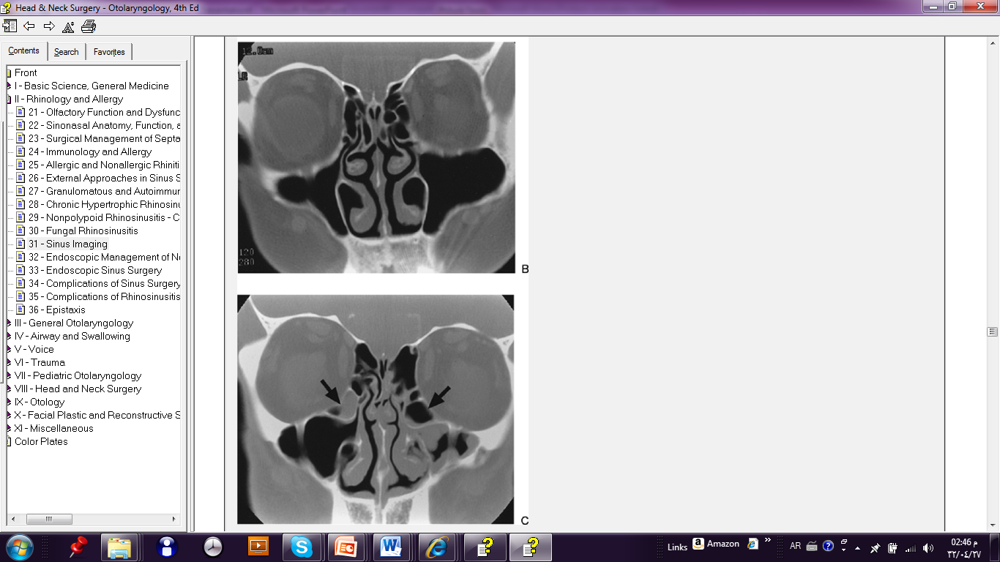 Head & Neck Surgery - Otolaryngology, 4th Ed
Contents Search Favorites
Front
I - Basic Science, General Medicine
II - Rhinology and Allergy
21 - Olfactory Function and Dysfunc
22 - Sinonasal Anatomy, Function, a
23 - Surgical Management of Septa
24 - Immunology and Allergy
25 - Allergic and Nonallergic Rhiniti
26 - External Approaches in Sinus S
27 - Granulomatous and Autoimmun
28 - Chronic Hypertrophic Rhinosinu
29 - Nonpolypoid Rhinosinusitis - C
30 - Fungal Rhinosinusitis
31 - Sinus Imaging
32 - Endoscopic Management of N
33 - Endoscopic Sinus Surgery
34 - Complications of Sinus Surgery
35 - Complications of Rhinosinusitis
36 - Epistaxis
III - General Otolaryngology
IV - Airway and Swallowing
V - Voice
VI - Trauma
VII - Pediatric Otolaryngology
VIII - Head and Neck Surgery
IX - Otology
X - Facial Plastic and Reconstructive S
XI - Miscellaneous
Color Plates
12.0cm
120
280
B
C
Links Amazon »
AR
02:46 م
٣٢/٠٤/٢٧